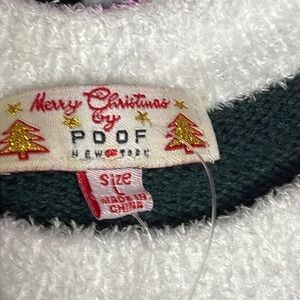 Merry Christmas
by
POOF
NEW YORK
Size
L
MADE IN
CHINA